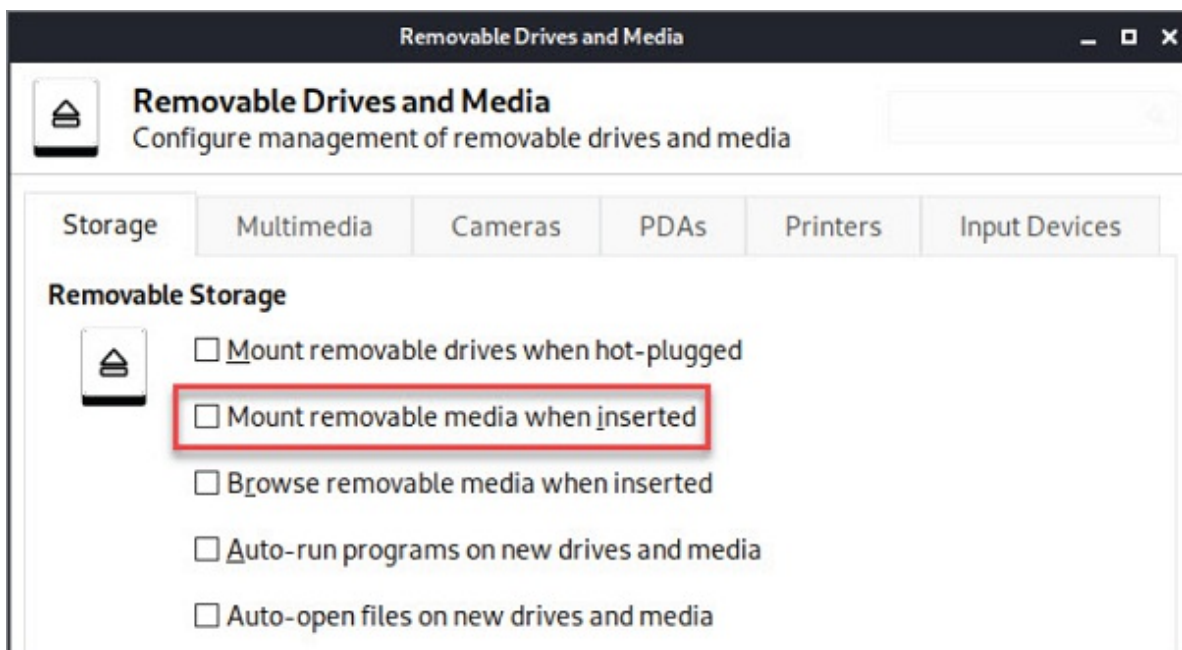 Removable Drives and Media
Removable Drives and Media
Configure management of removable drives and media
Storage Multimedia Cameras PDAs Printers Input Devices
Removable Storage
Mount removable drives when hot-plugged
Mount removable media when inserted
Browse removable media when inserted
Auto-run programs on new drives and media
Auto-open files on new drives and media